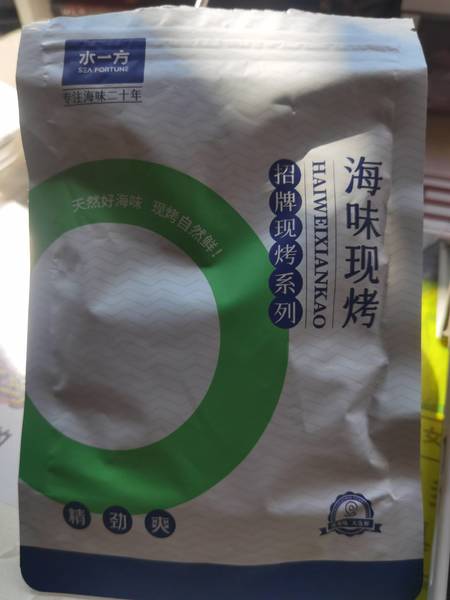 水一方
SEA FORTUNE
专注海味二十年
海味现烤
HAIWEIXIANKAO
招牌现烤系列
天然好海味 现烤自然鲜!
精劲爽